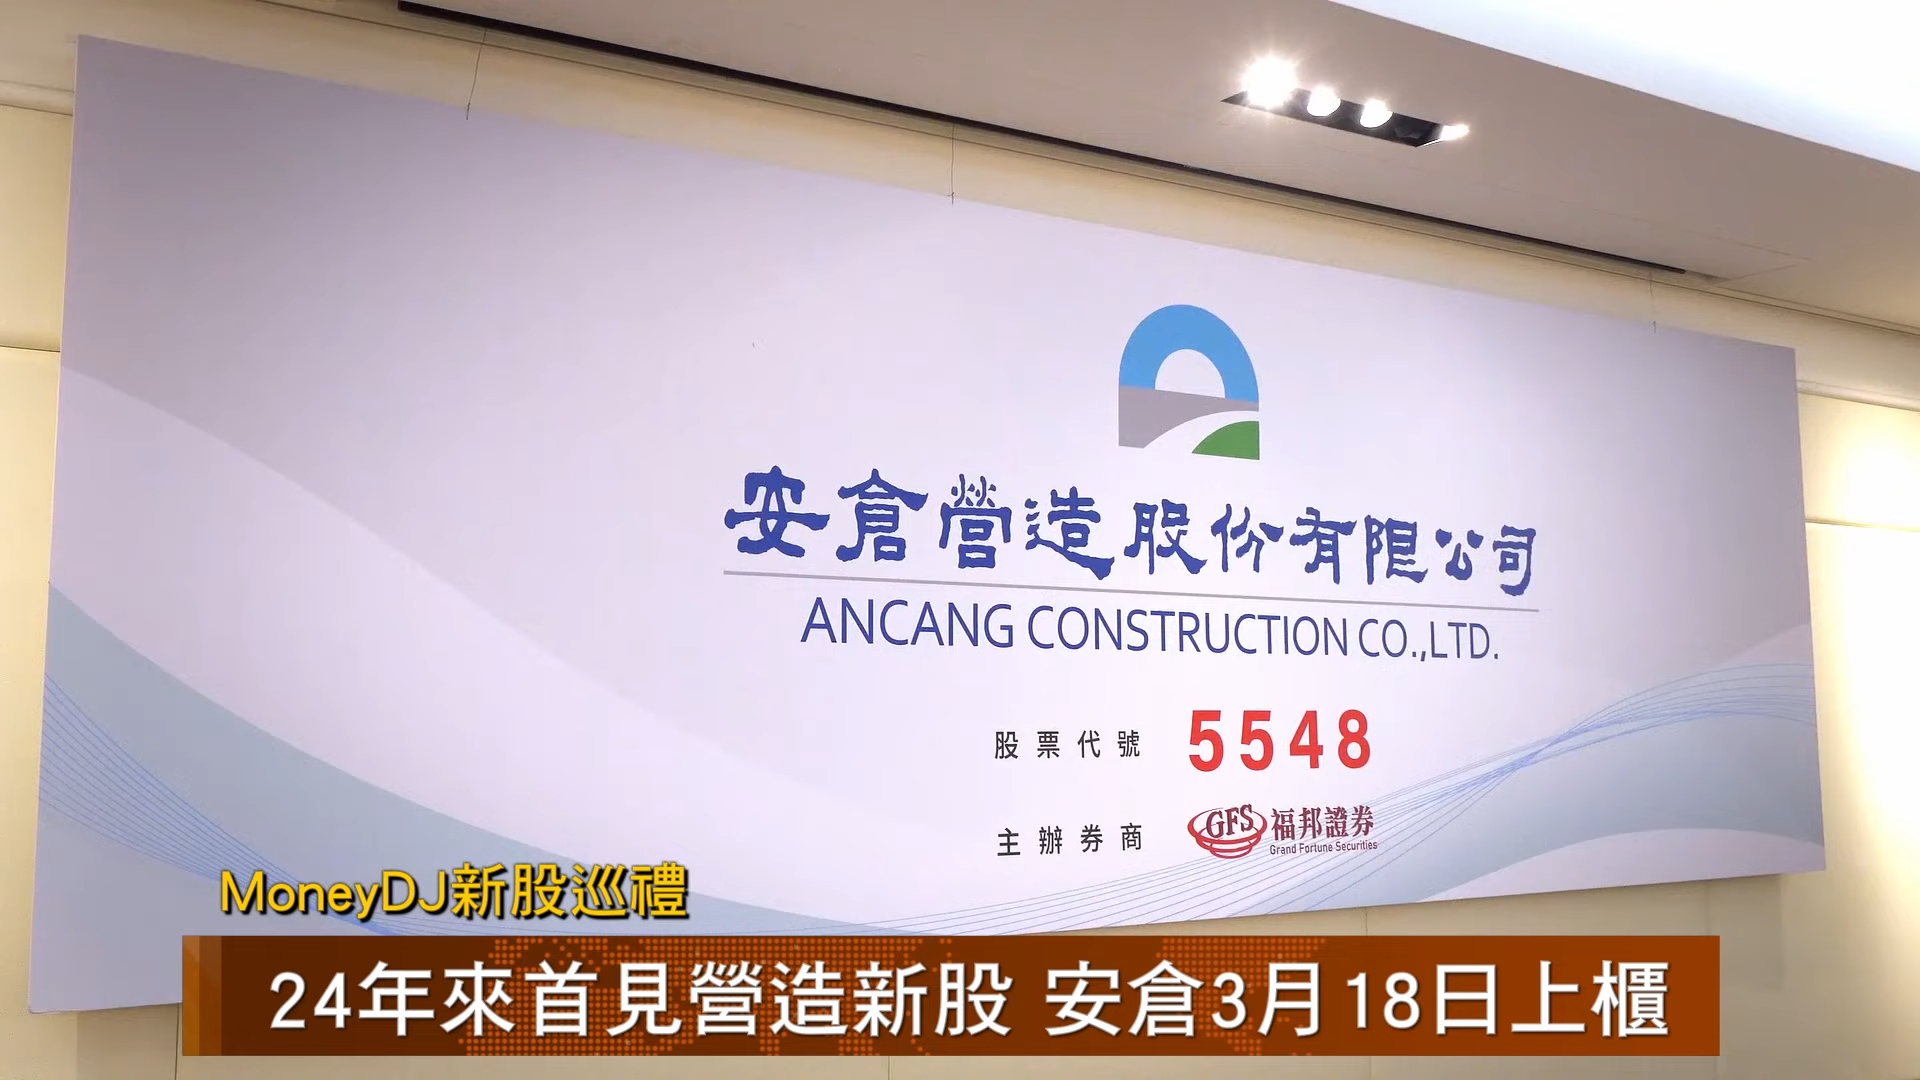 安倉營造股份有限公司
ANCANG CONSTRUCTION CO.,LTD.
股票代號 5548
主辦券商 GFS 福邦證券
Grand Fortune Securities
MoneyDJ新股巡禮
24年來首見營造新股 安倉3月18日上櫃